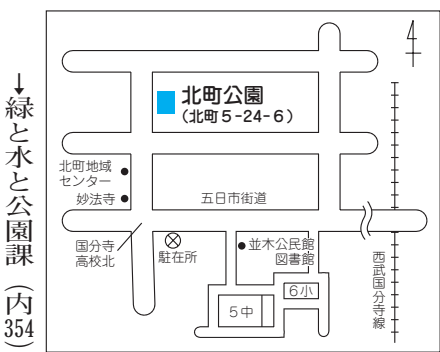 北町公園
(北町5-24-6)
北町地域
センター
妙法寺
五日市街道
国分寺
高校北
駐在所
並木公民館
図書館
6小
5中
西武国分寺線
↓緑と水と公園課(内354)